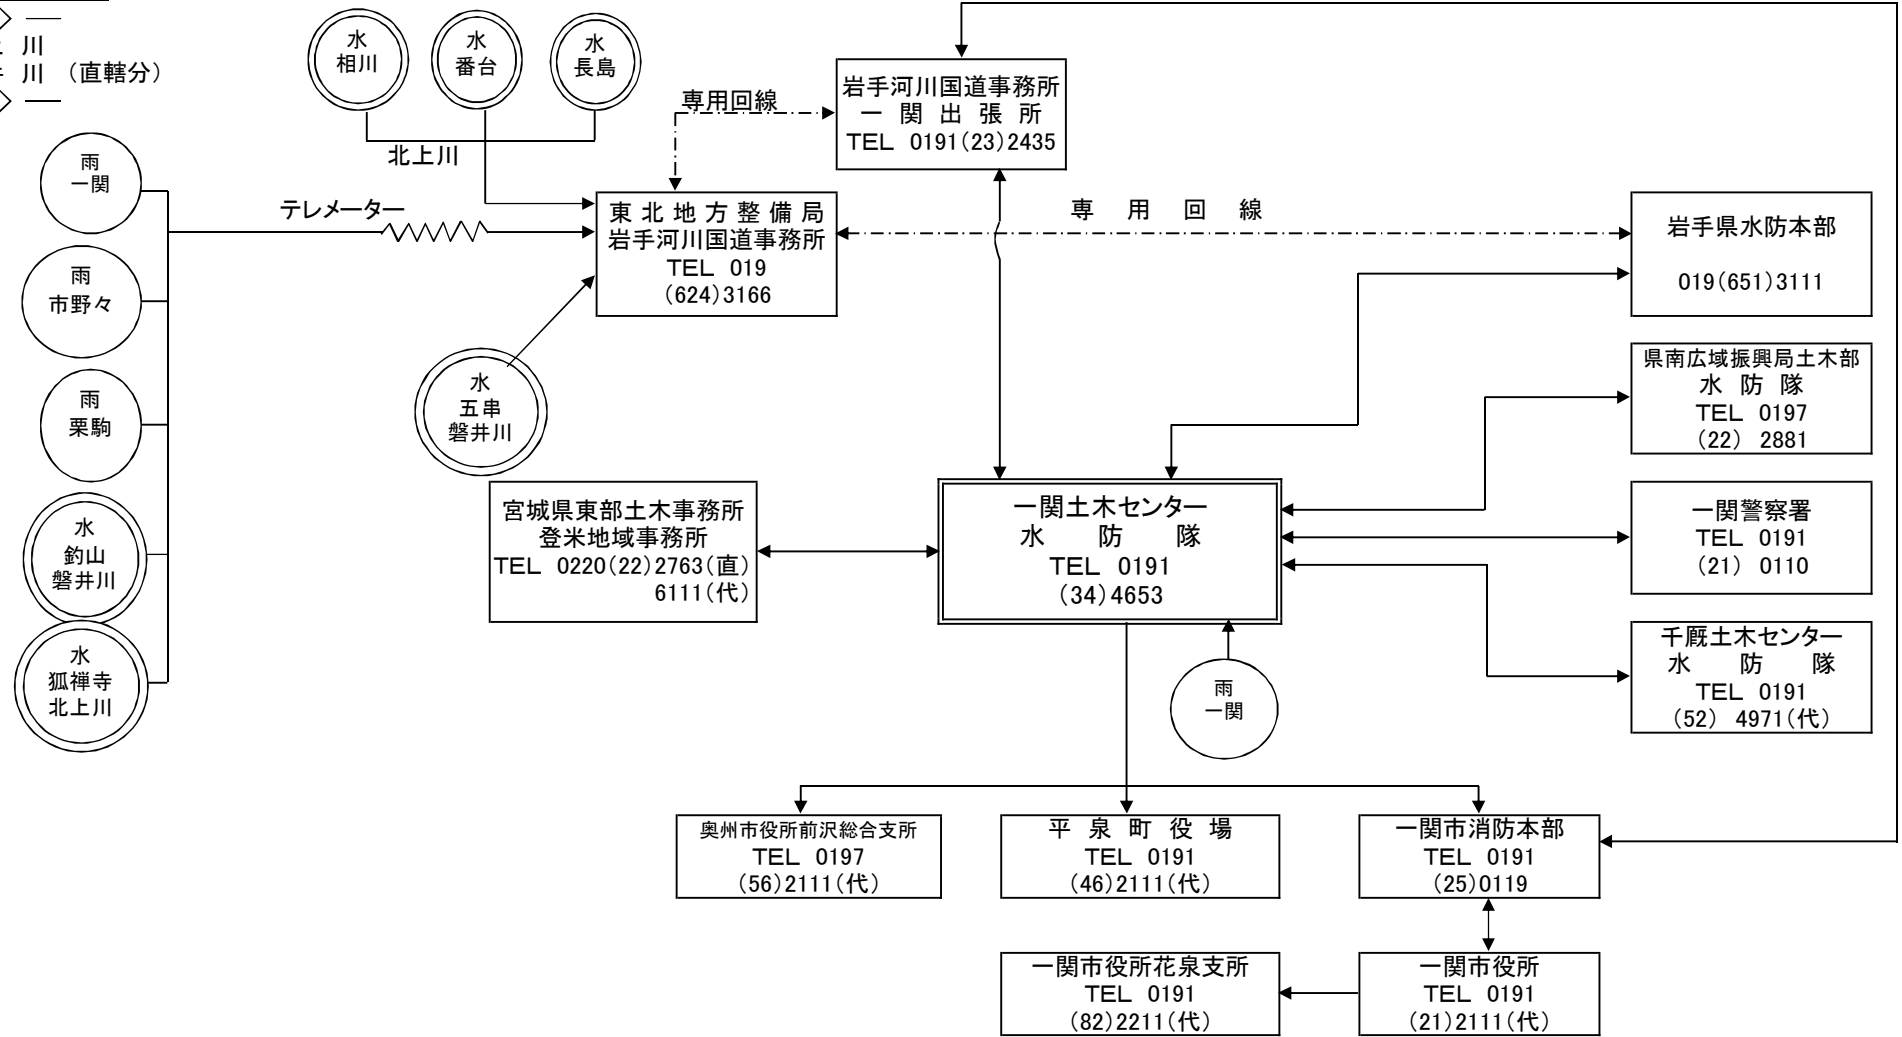 川
川 （直轄分）
水
相川
水
番台
水
長島
北上川
専用回線
岩手河川国道事務所
一 関 出 張 所
TEL 0191(23)2435
雨
一関
雨
市野々
雨
栗駒
水
釣山
磐井川
水
狐禅寺
北上川
テレメーター
東 北 地 方 整 備 局
岩手河川国道事務所
TEL 019
(624)3166
専 用 回 線
岩手県水防本部
019(651)3111
水
五串
磐井川
県南広域振興局土木部
水 防 隊
TEL 0197
(22) 2881
宮城県東部土木事務所
登米地域事務所
TEL 0220(22)2763(直)
6111(代)
一関土木センター
水 防 隊
TEL 0191
(34)4653
一関警察署
TEL 0191
(21) 0110
千厩土木センター
水 防 隊
TEL 0191
(52) 4971(代)
雨
一関
奥州市役所前沢総合支所
TEL 0197
(56)2111(代)
平 泉 町 役 場
TEL 0191
(46)2111(代)
一関市消防本部
TEL 0191
(25)0119
一関市役所花泉支所
TEL 0191
(82)2211(代)
一関市役所
TEL 0191
(21)2111(代)